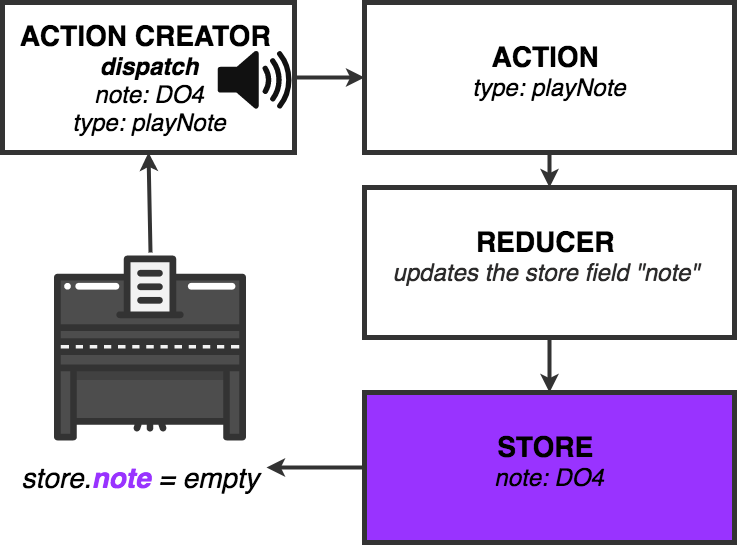 ACTION CREATOR
dispatch
note: DO4
type: playNote
ACTION
type: playNote
REDUCER
updates the store field "note"
STORE
note: DO4
store.note = empty